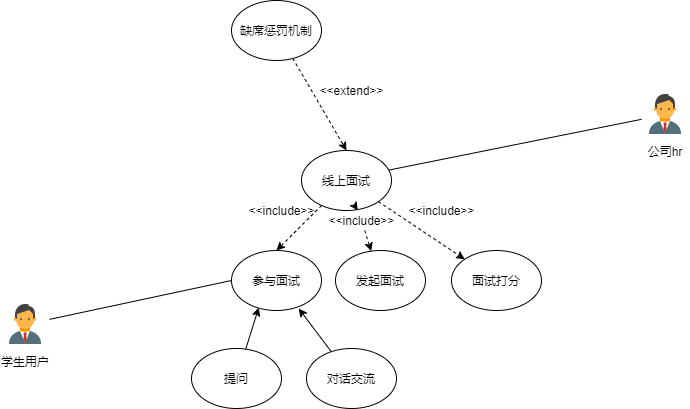 缺席惩罚机制
<<extend>>
公司hr
线上面试
<<include>>
<<include>>
<<include>>
参与面试
发起面试
面试打分
学生用户
提问
对话交流